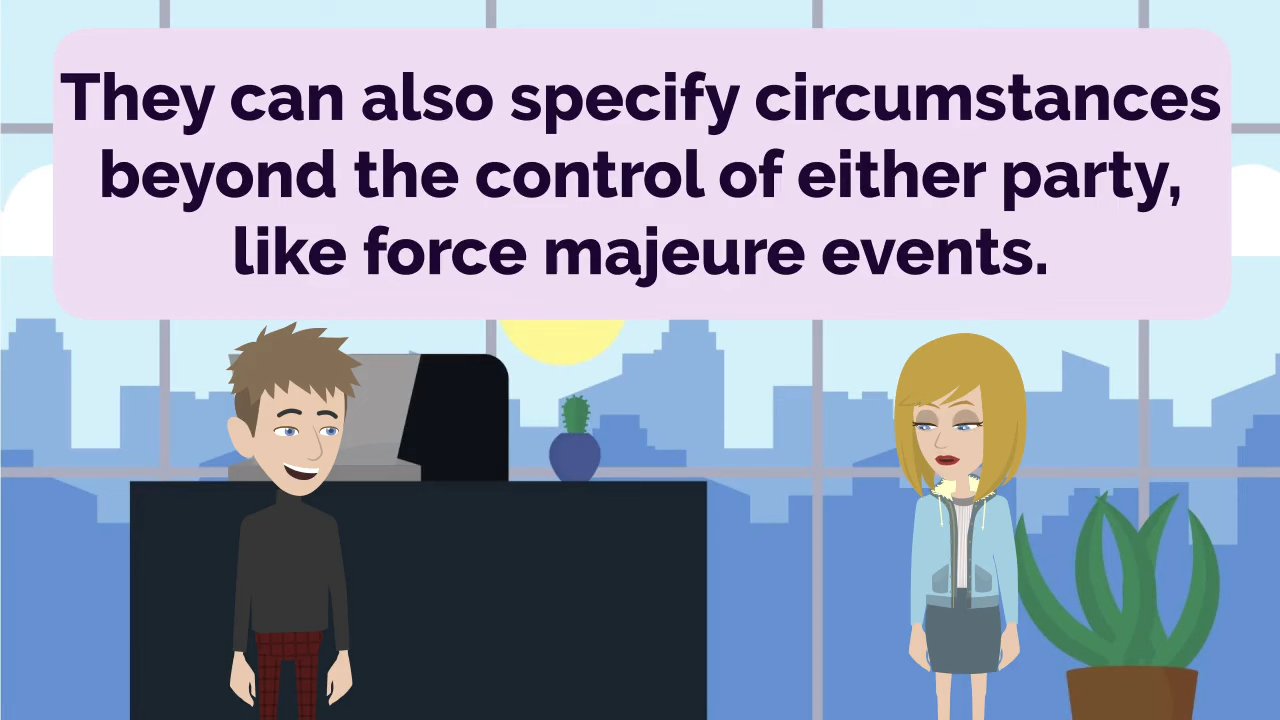 They can also specify circumstances
beyond the control of either party,
like force majeure events.